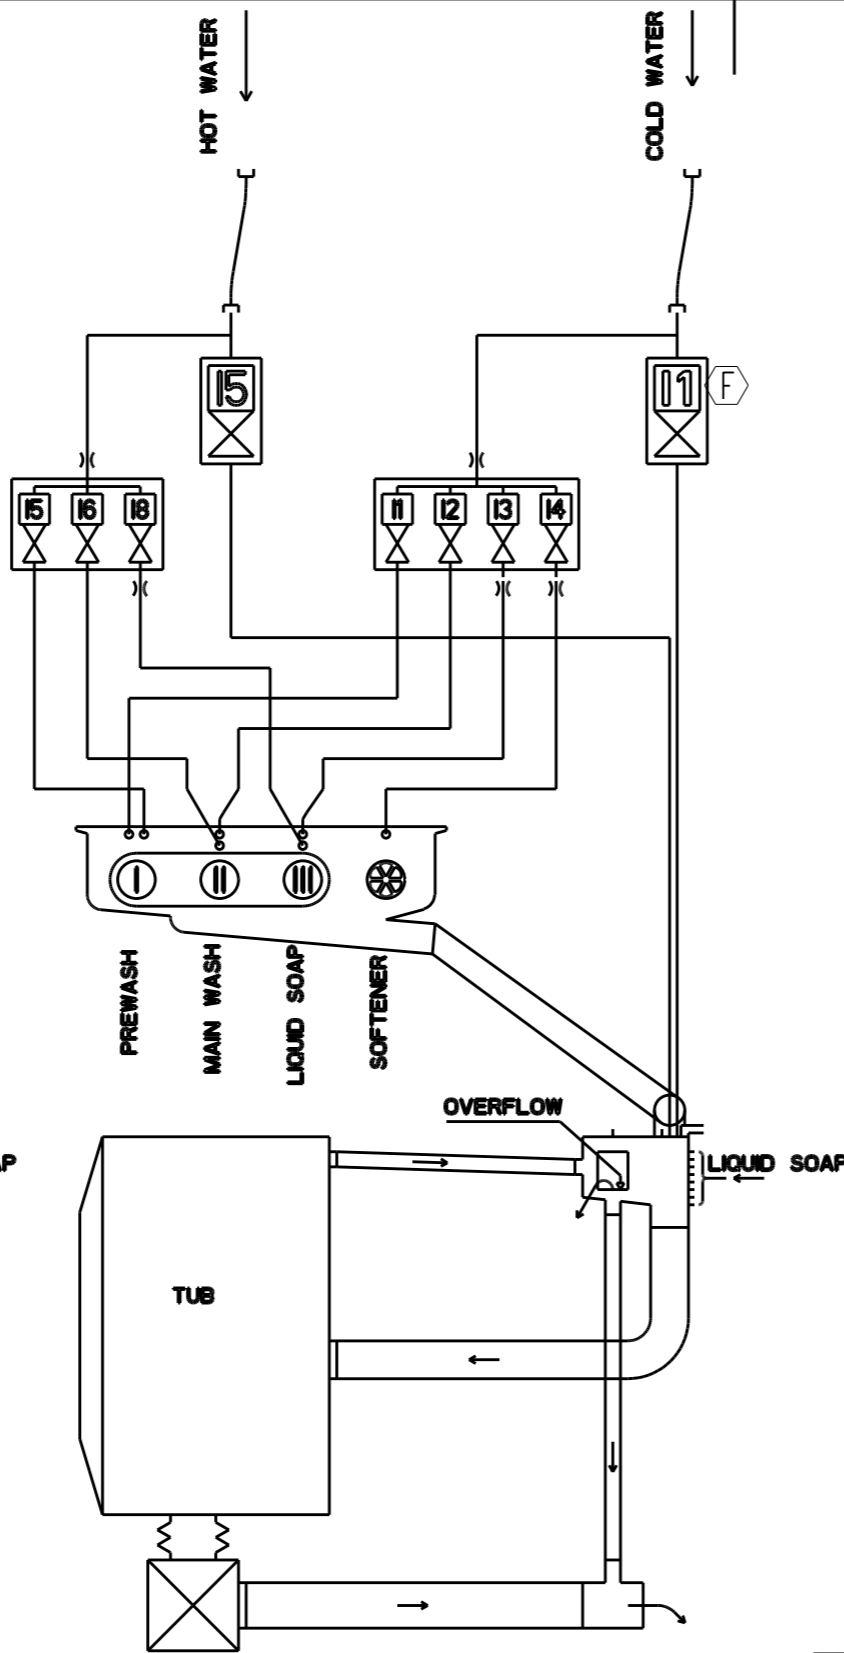 HOT WATER
COLD WATER
I5
I1
F
I5
I6
I8
I1
I2
I3
I4
I
II
III
PREWASH
MAIN WASH
LIQUID SOAP
SOFTENER
OVERFLOW
AP
LIQUID SOAP
TUB